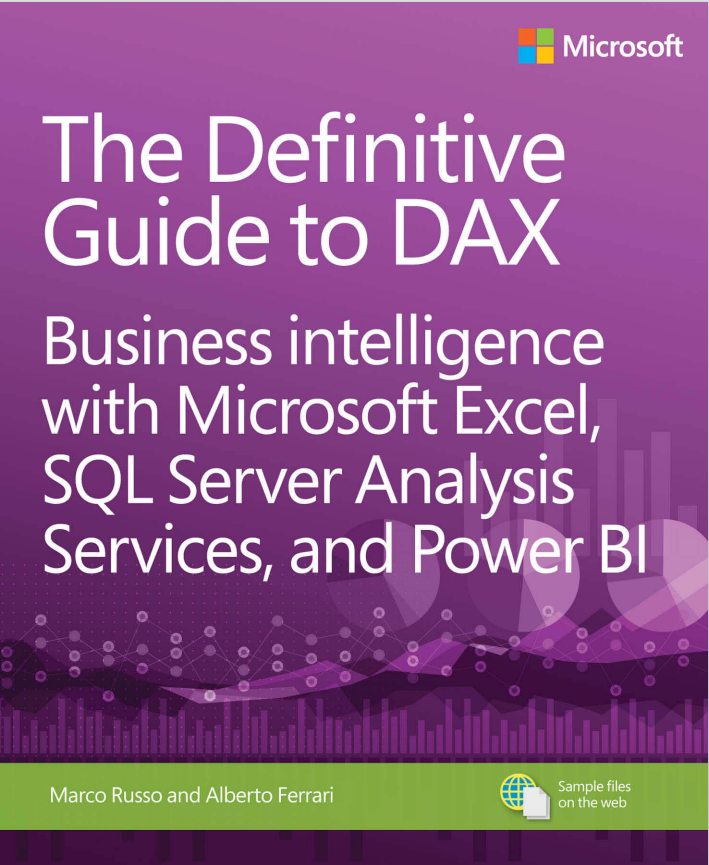 Microsoft
The Definitive
Guide to DAX
Business intelligence
with Microsoft Excel,
SQL Server Analysis
Services, and Power BI
Marco Russo and Alberto Ferrari
Sample files
on the web